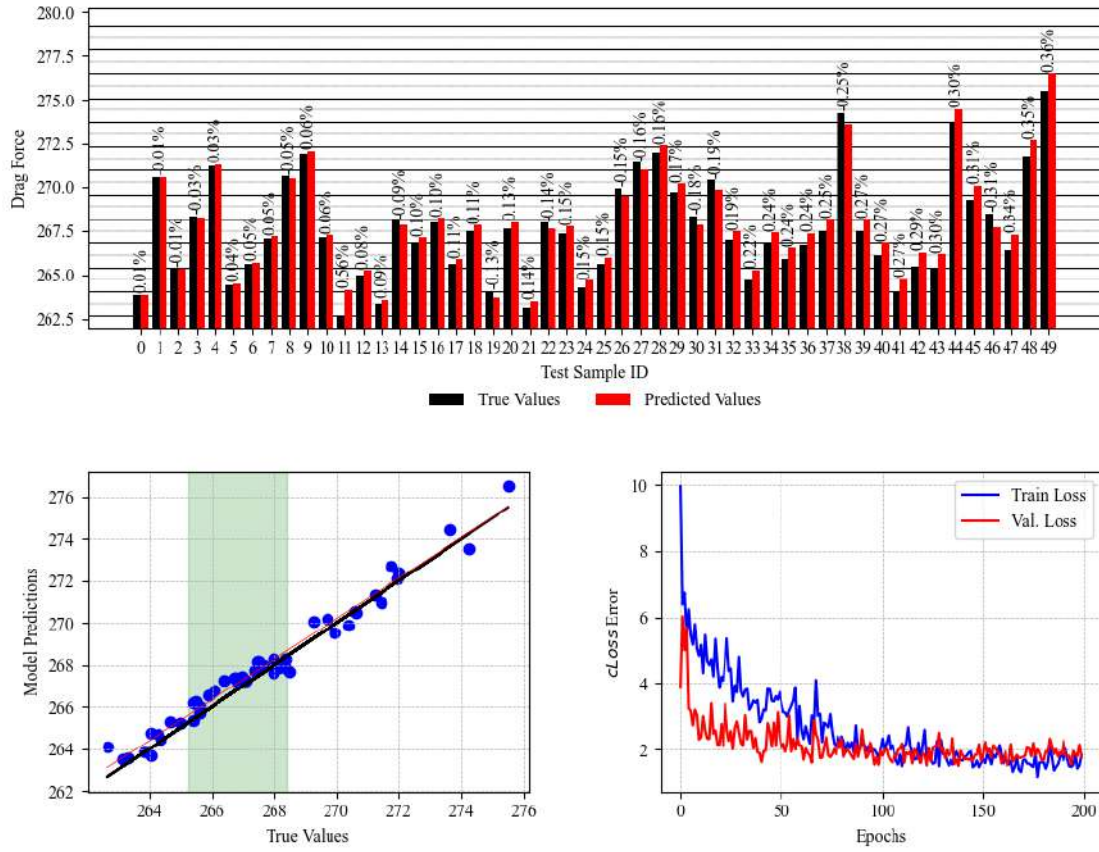 280.0
277.5
275.0
272.5
270.0
267.5
265.0
262.5
Drag Force
0.01% 0.01% 0.01% 0.03% 0.03% 0.04% 0.05% 0.05% 0.05% 0.06% 0.06% 0.56% 0.08% 0.09% 0.09% 0.10% 0.10% 0.11% 0.11% 0.13% 0.13% 0.14% 0.14% 0.15% 0.15% 0.15% 0.15% 0.16% 0.16% 0.17% 0.18% 0.19% 0.19% 0.22% 0.24% 0.24% 0.24% 0.25% 0.25% 0.27% 0.27% 0.27% 0.29% 0.30% 0.30% 0.31% 0.31% 0.34% 0.35% 0.36%
0 1 2 3 4 5 6 7 8 9 10 11 12 13 14 15 16 17 18 19 20 21 22 23 24 25 26 27 28 29 30 31 32 33 34 35 36 37 38 39 40 41 42 43 44 45 46 47 48 49
Test Sample ID
True Values Predicted Values
276
274
272
270
268
266
264
262
Model Predictions
264 266 268 270 272 274 276
True Values
10
8
6
4
2
cLoss Error
Train Loss
Val. Loss
0 50 100 150 200
Epochs